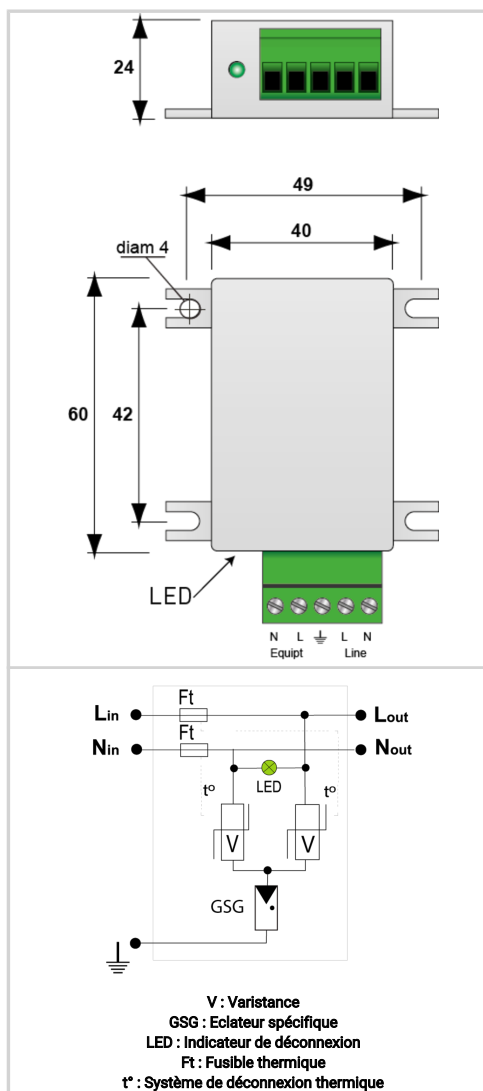 24
49
40
diam 4
60
42
LED
N L ⏚ L N
Equipt Line
Ft
Lin Lout
Ft
Nin Nout
t° LED t°
V V
GSG
V : Varistance
GSG : Eclateur spécifique
LED : Indicateur de déconnexion
Ft : Fusible thermique
t° : Système de déconnexion thermique